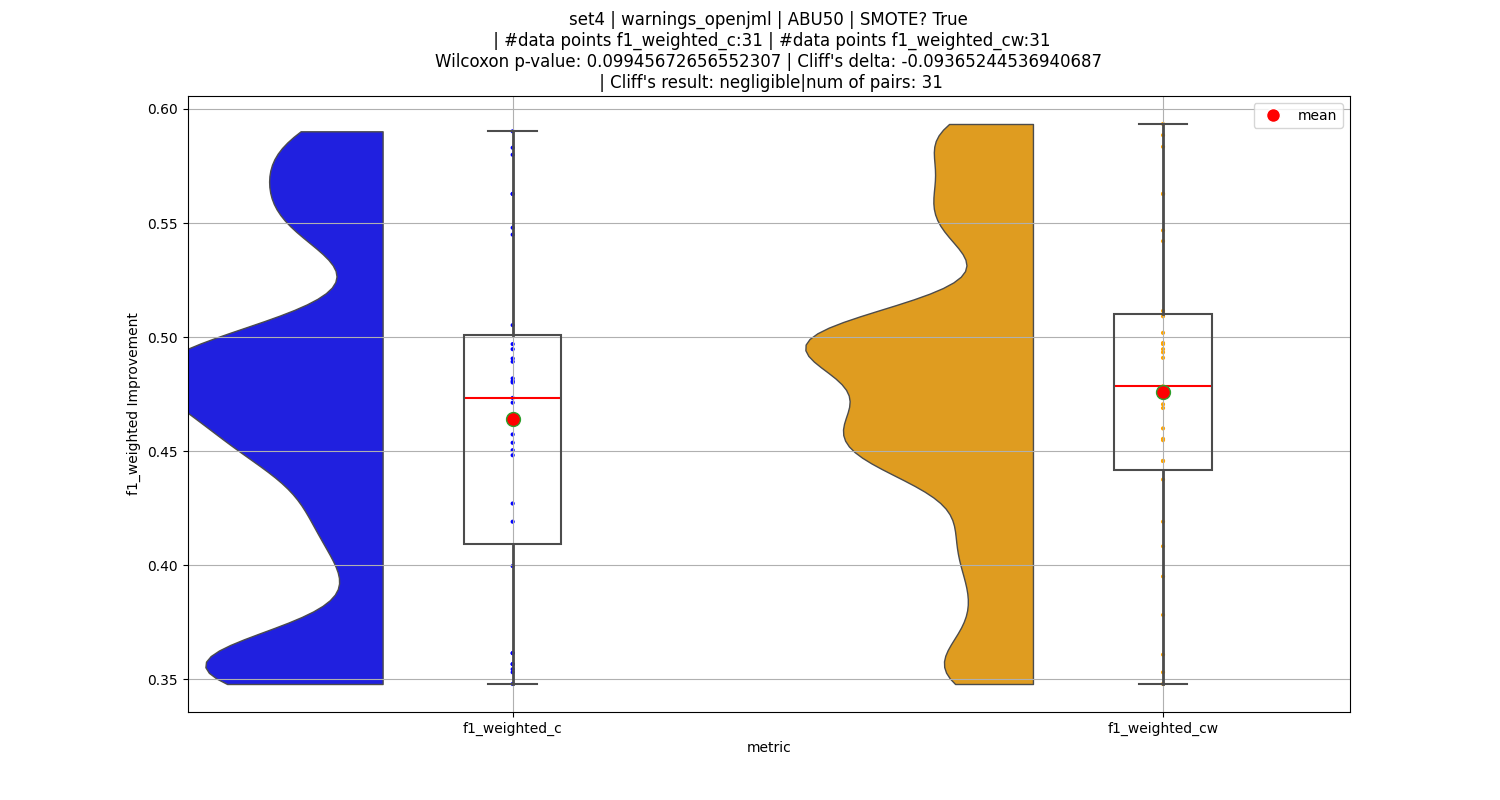 set4 | warnings_openjml | ABU50 | SMOTE? True
| #data points f1_weighted_c:31 | #data points f1_weighted_cw:31
Wilcoxon p-value: 0.09945672656552307 | Cliff's delta: -0.09365244536940687
| Cliff's result: negligible|num of pairs: 31
mean
0.60
0.55
0.50
0.45
0.40
0.35
f1_weighted Improvement
f1_weighted_c
f1_weighted_cw
metric